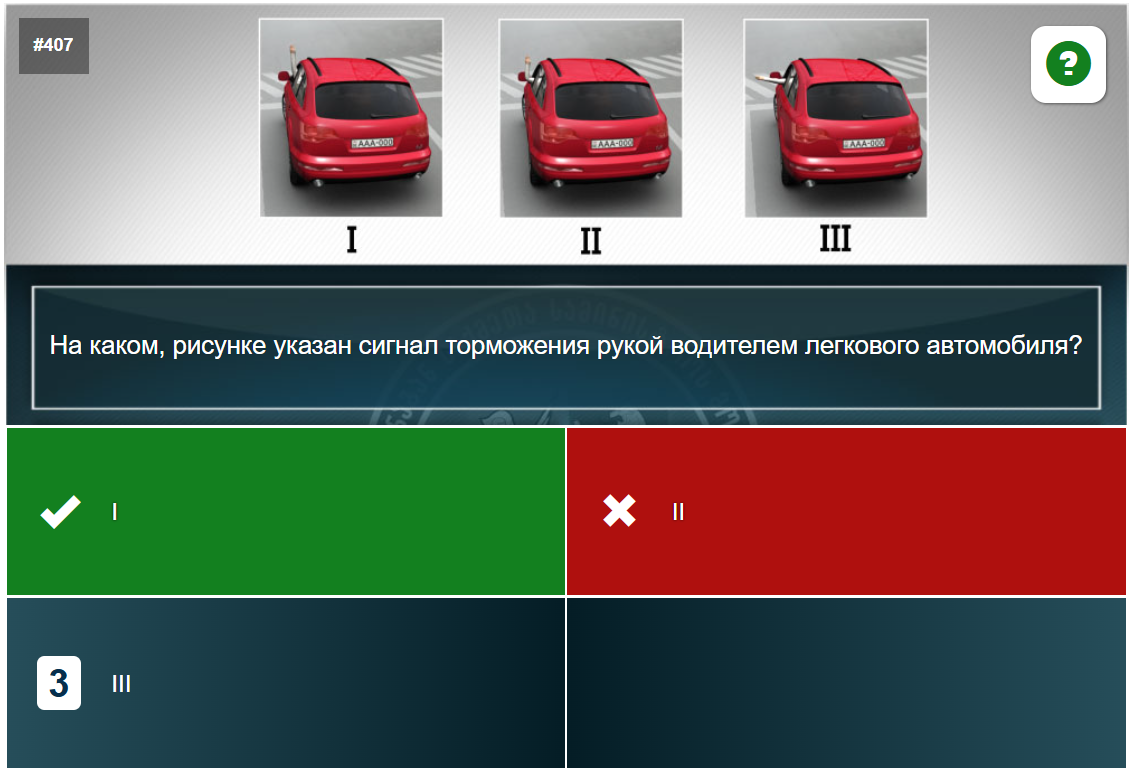 #407
?
AAA-000
AAA-000
AAA-000
I
II
III
На каком, рисунке указан сигнал торможения рукой водителем легкового автомобиля?
I
II
3
III